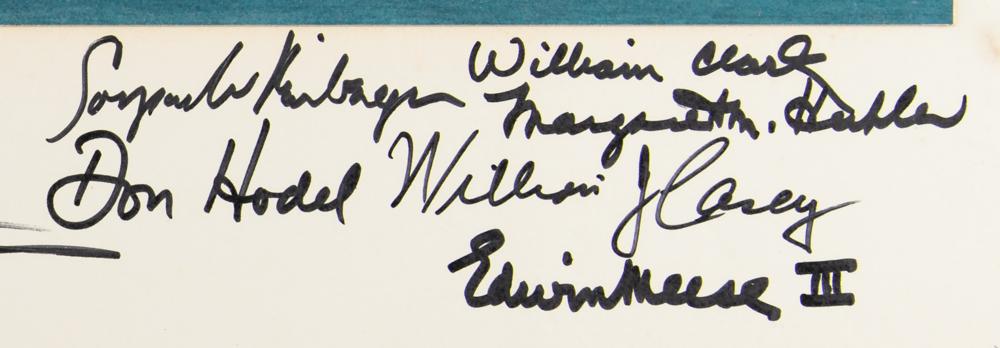 William Clark
Margaret M. Heckler
Don Hodel William J Casey
Edwin Meese III